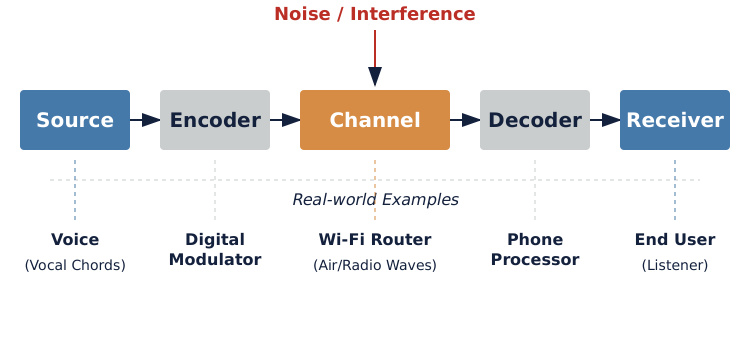 Noise / Interference
Source
Encoder
Channel
Decoder
Receiver
Real-world Examples
Voice
(Vocal Chords)
Digital
Modulator
Wi-Fi Router
(Air/Radio Waves)
Phone
Processor
End User
(Listener)